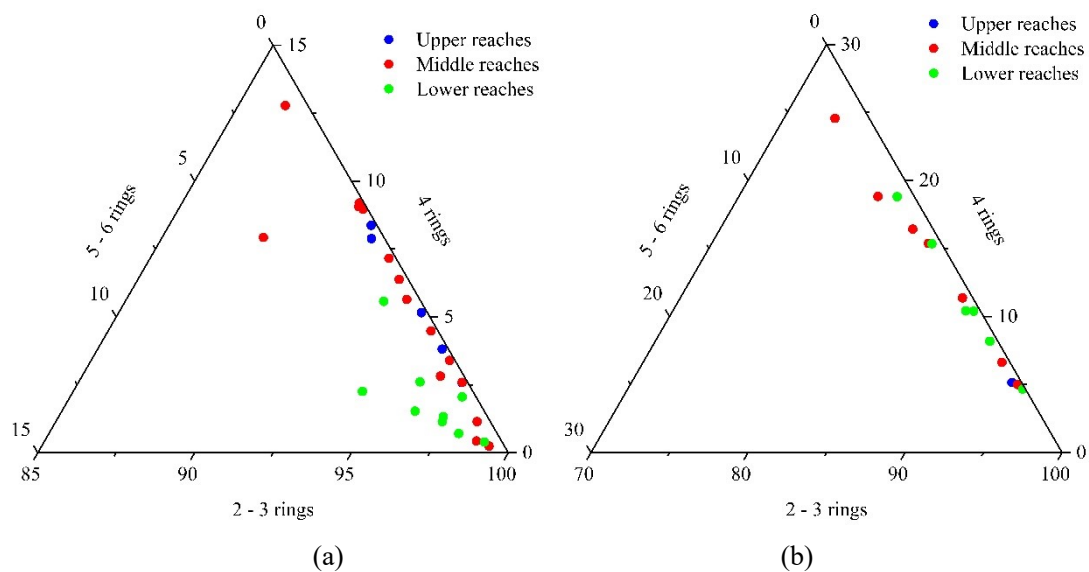 0
15
Upper reaches
Middle reaches
Lower reaches
5
5 - 6 rings
10
4 rings
10
5
15
0
85
90
95
100
2 - 3 rings
(a)
0
30
Upper reaches
Middle reaches
Lower reaches
10
5 - 6 rings
20
4 rings
20
10
30
0
70
80
90
100
2 - 3 rings
(b)